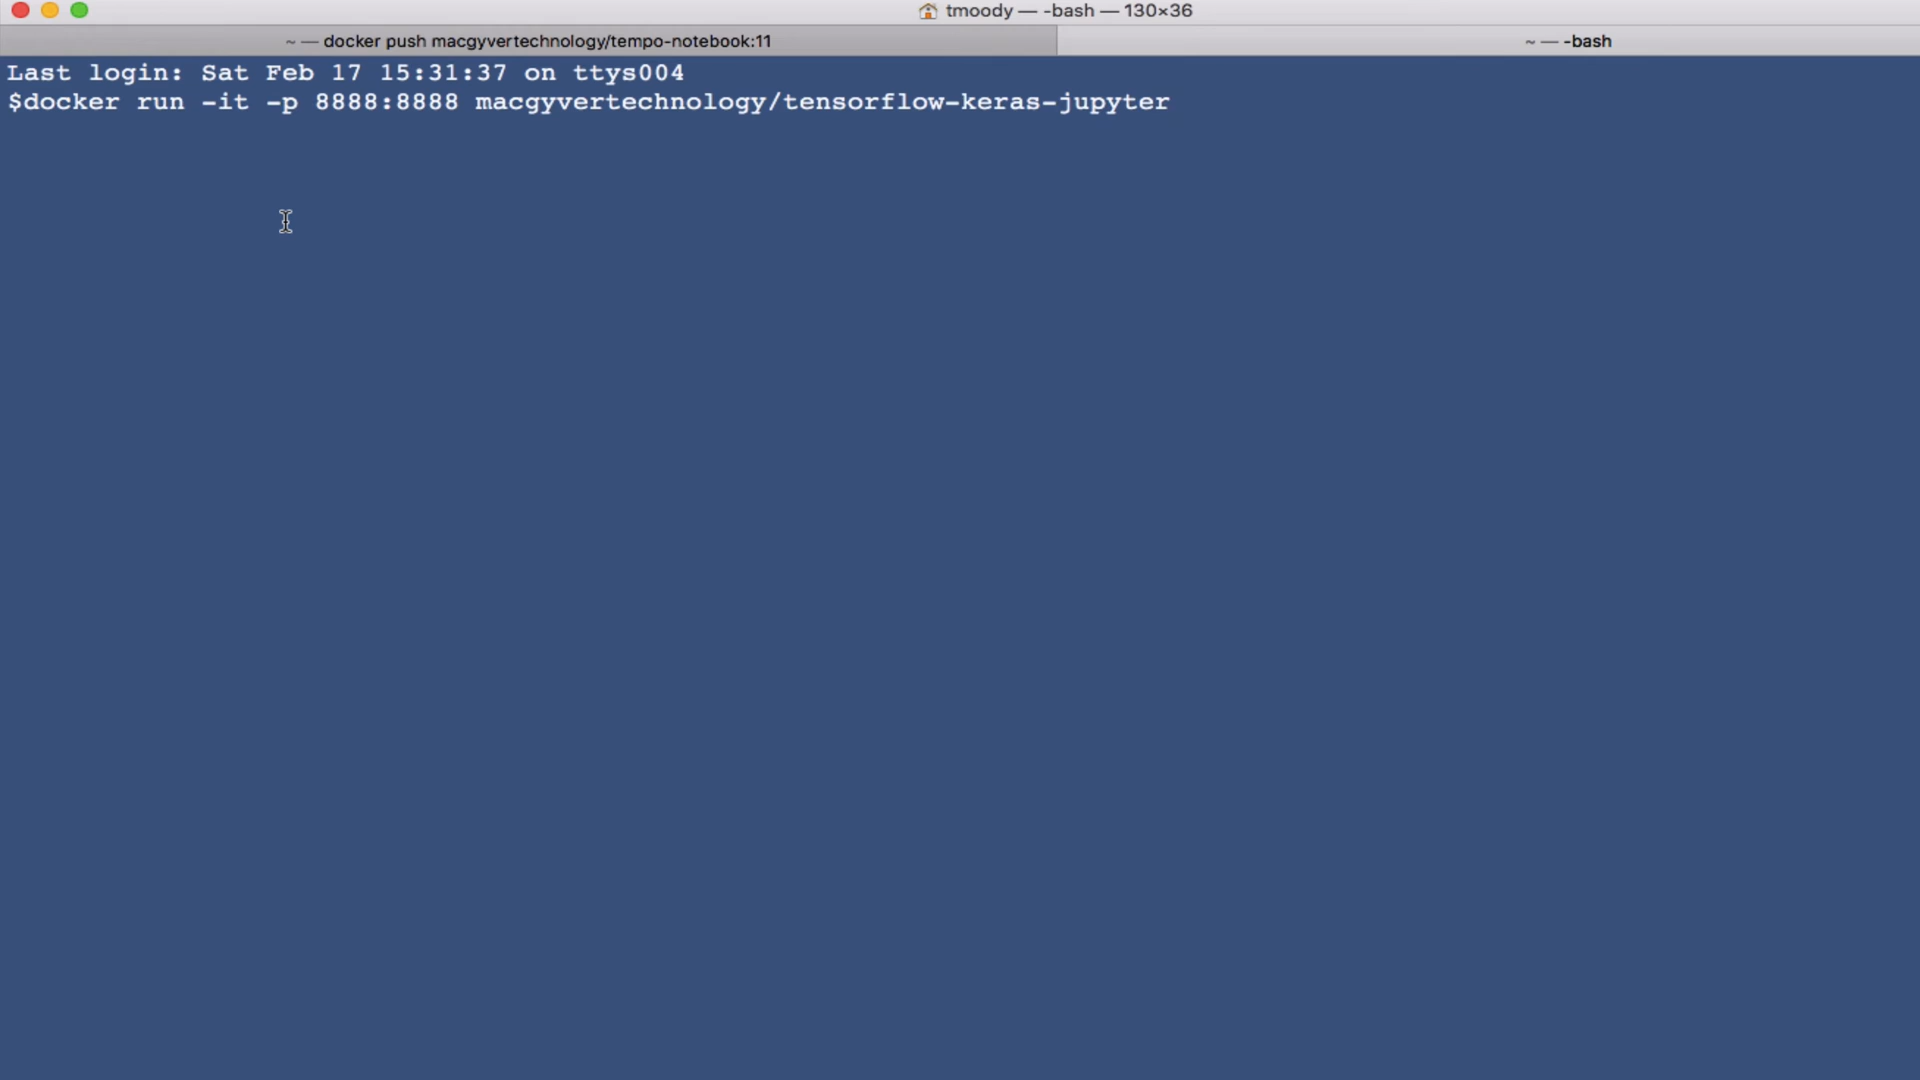 tmoody — -bash — 130×36
~ — docker push macgyvertechnology/tempo-notebook:11
~ — -bash
Last login: Sat Feb 17 15:31:37 on ttys004
$docker run -it -p 8888:8888 macgyvertechnology/tensorflow-keras-jupyter